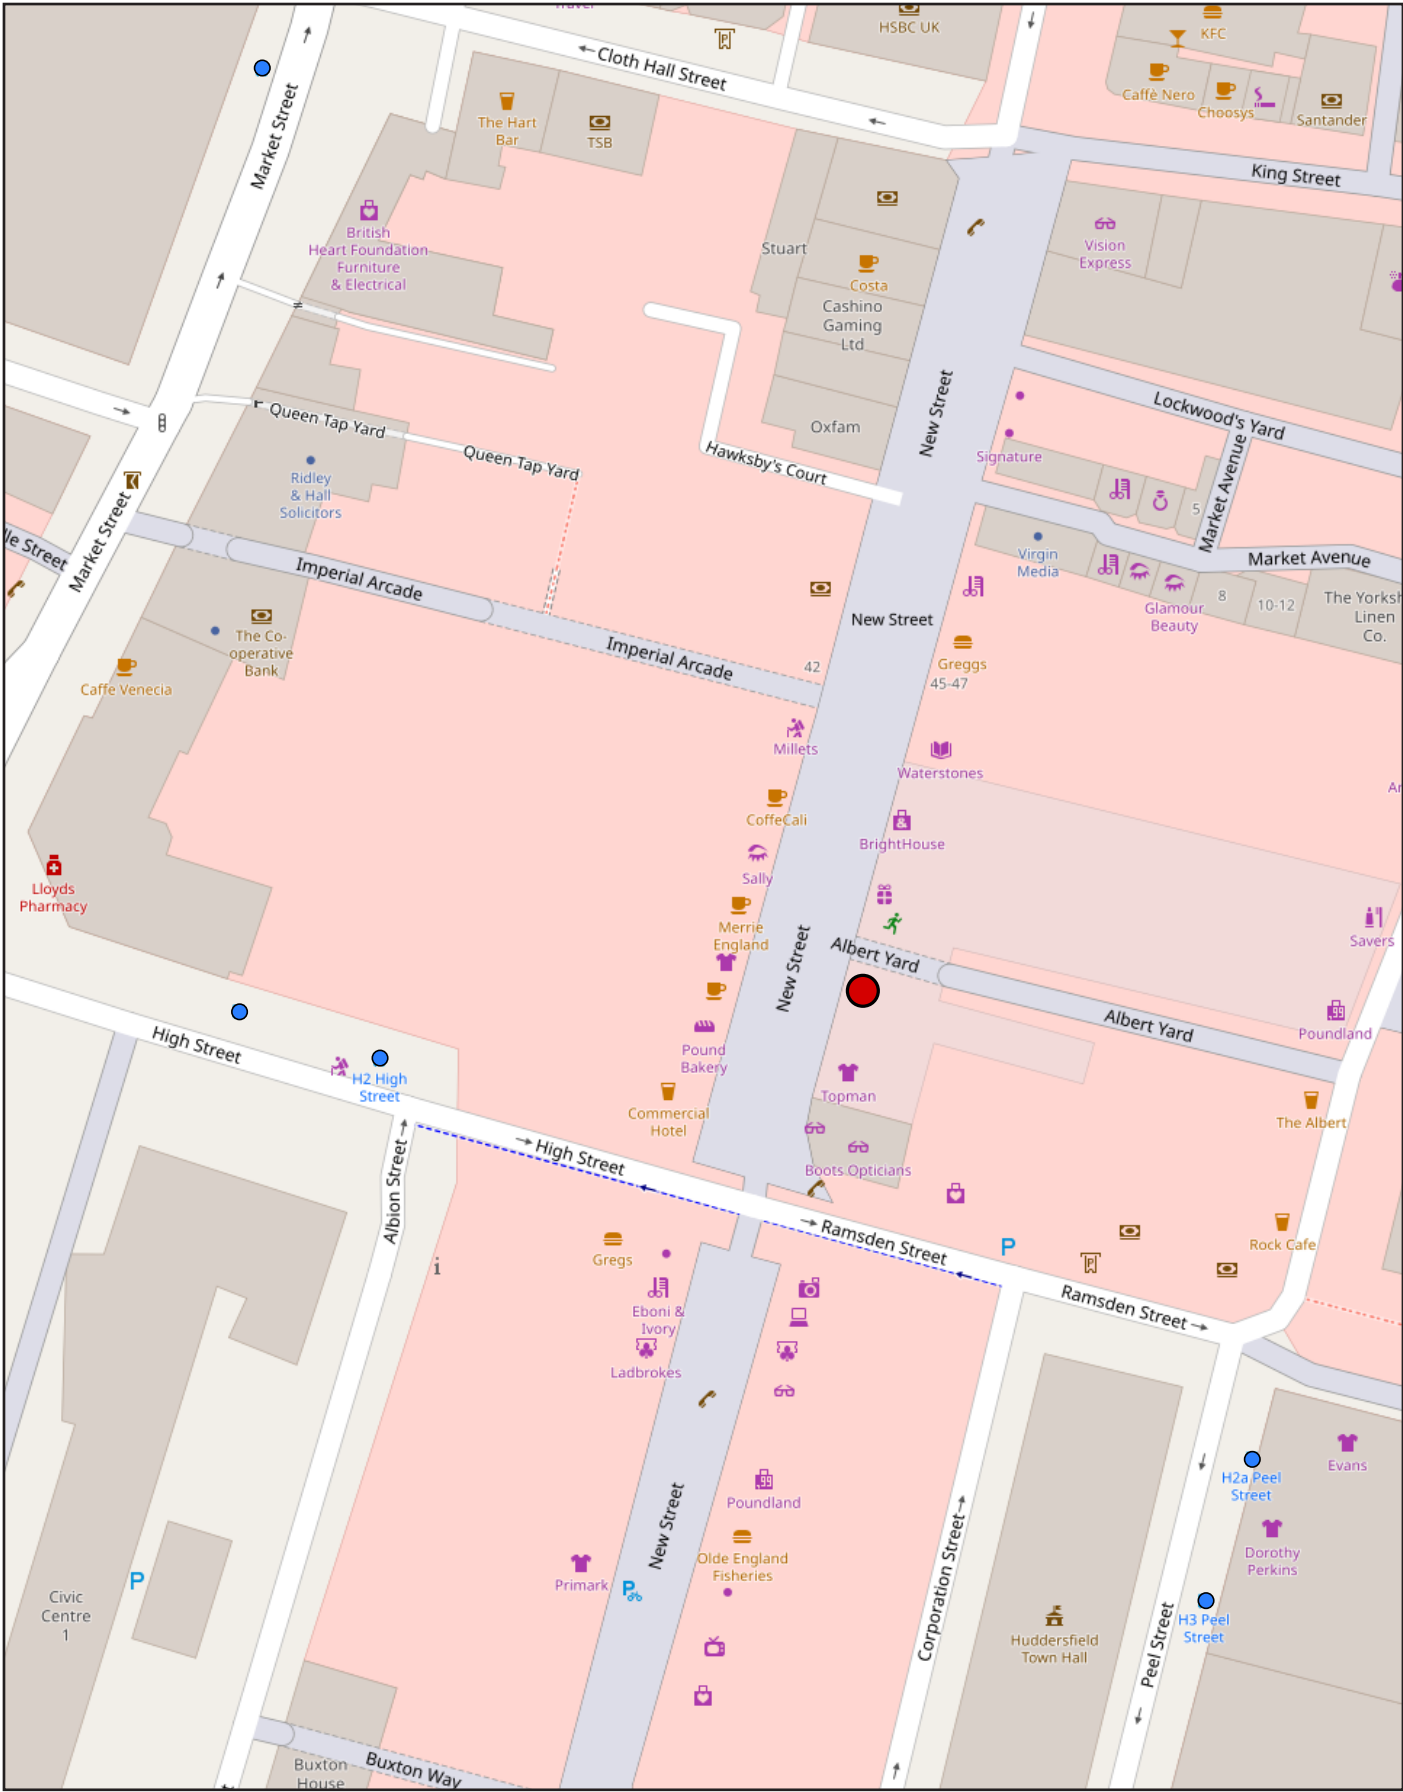 Travel
HSBC UK
KFC
Cloth Hall Street
Caffè Nero
Choosys
Santander
Market Street
The Hart
Bar
TSB
King Street
British
Heart Foundation
Furniture
& Electrical
Stuart
Vision
Express
Costa
Cashino
Gaming
Ltd
New Street
Lockwood's Yard
Queen Tap Yard
Queen Tap Yard
Oxfam
Hawksby's Court
Signature
Market Avenue
Ridley
& Hall
Solicitors
5
Market Street
lle Street
Imperial Arcade
Virgin
Media
Market Avenue
8
10-12
The Yorksh
Linen
Co.
Glamour
Beauty
New Street
The Co-
operative
Bank
Imperial Arcade
42
Greggs
45-47
Caffe Venecia
Millets
Waterstones
Ar
CoffeCali
BrightHouse
Sally
Lloyds
Pharmacy
Merrie
England
New Street
Albert Yard
Savers
Albert Yard
Poundland
High Street
Pound
Bakery
H2 High
Street
Topman
Commercial
Hotel
The Albert
High Street
Boots Opticians
Albion Street
Ramsden Street
P
Rock Cafe
Gregs
i
P
Eboni &
Ivory
Ramsden Street
Ladbrokes
New Street
Evans
H2a Peel
Street
Poundland
Olde England
Fisheries
Dorothy
Perkins
Primark
P
P
Civic
Centre
1
Corporation Street
Huddersfield
Town Hall
H3 Peel
Street
Peel Street
Buxton
House
Buxton Way